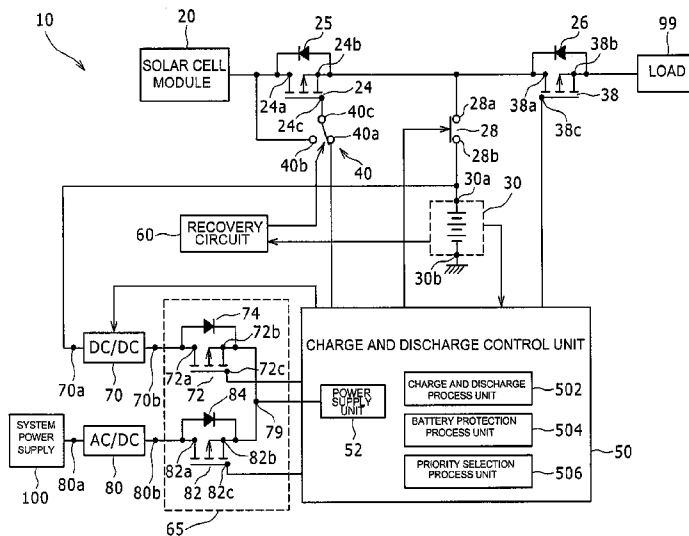 10
20
SOLAR CELL
MODULE
25
24b
24a
24
24c
40c
40a
40b
40
26
38b
38a
38
38c
99
LOAD
28a
28
28b
30a
30
30b
60
RECOVERY
CIRCUIT
74
72b
72a
72c
72
DC/DC
70a
70
70b
84
79
82b
82a
82
82c
65
SYSTEM
POWER
SUPPLY
100
AC/DC
80a
80
80b
CHARGE AND DISCHARGE CONTROL UNIT
POWER
SUPPLY
UNIT
52
CHARGE AND DISCHARGE
PROCESS UNIT
502
BATTERY PROTECTION
PROCESS UNIT
504
PRIORITY SELECTION
PROCESS UNIT
506
50